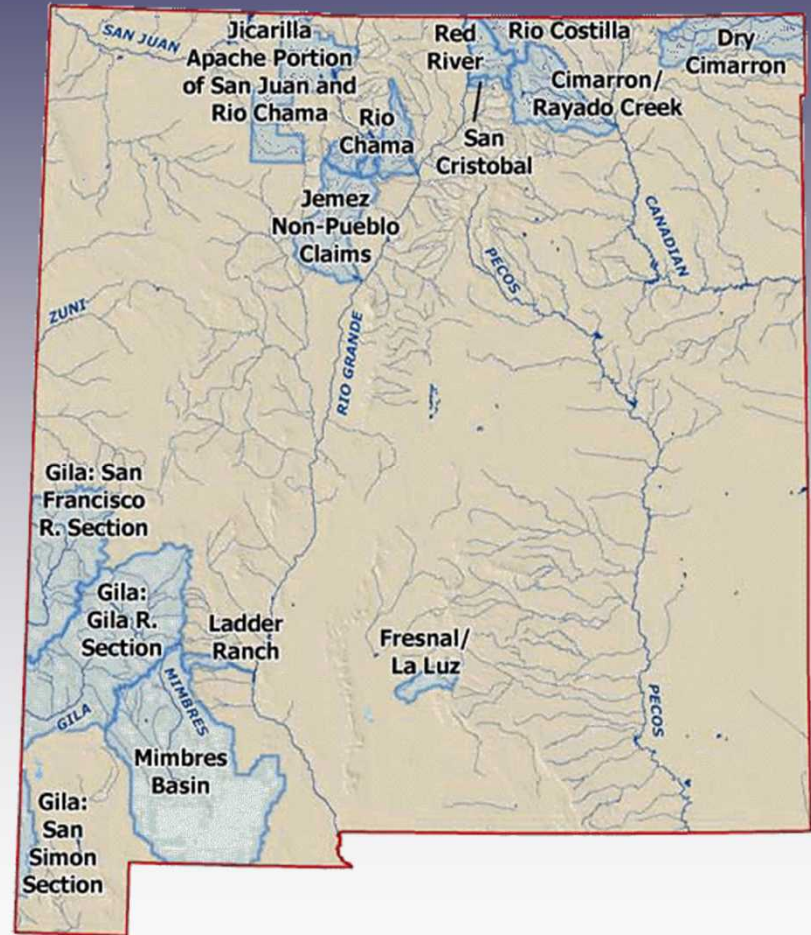 SAN JUAN
Jicarilla
Apache Portion
of San Juan and
Rio Chama
Red
River
Rio Costilla
Dry
Cimarron
Cimarron/
Rayado Creek
Rio
Chama
San
Cristobal
Jemez
Non-Pueblo
Claims
CANADIAN
PECOS
ZUNI
RIO GRANDE
Gila: San
Francisco
R. Section
Gila:
Gila R.
Section
Ladder
Ranch
Fresnal/
La Luz
MIMBRES
GILA
PECOS
Mimbres
Basin
Gila:
San
Simon
Section